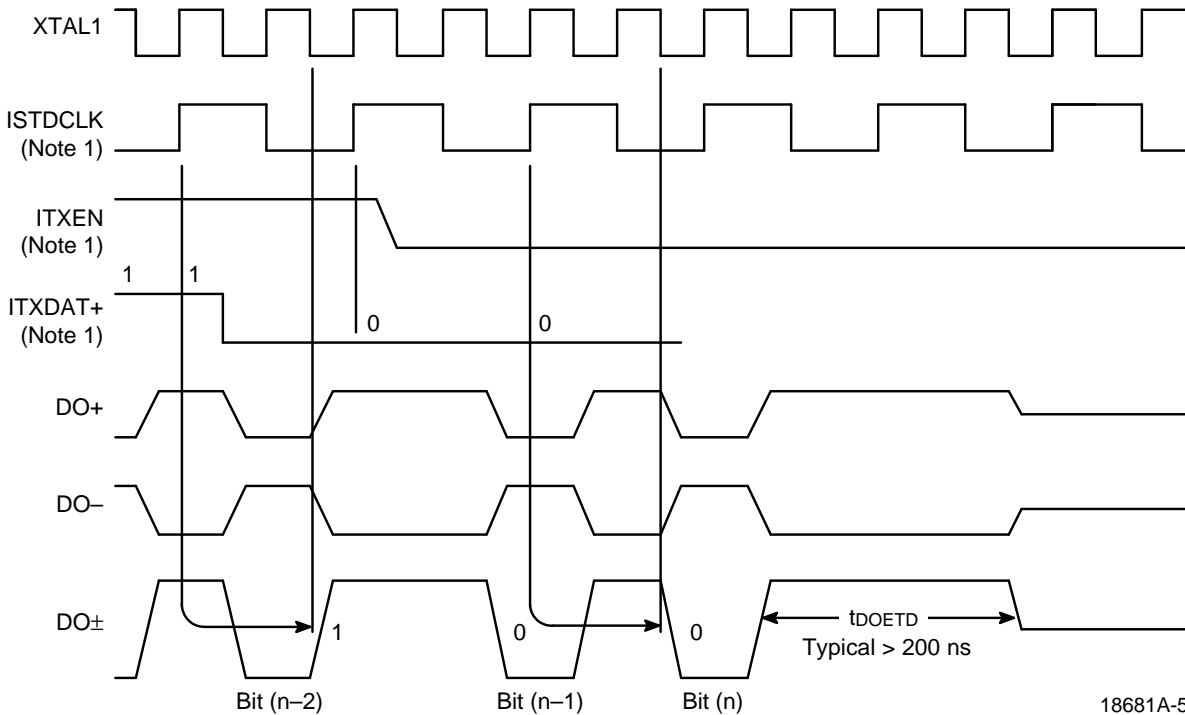 XTAL1
ISTDCLK
(Note 1)
ITXEN
(Note 1)
1 1
ITXDAT+
(Note 1)
0 0
DO+
DO–
DO±
1 0 0
tDOETD
Typical > 200 ns
Bit (n–2) Bit (n–1) Bit (n)
18681A-5